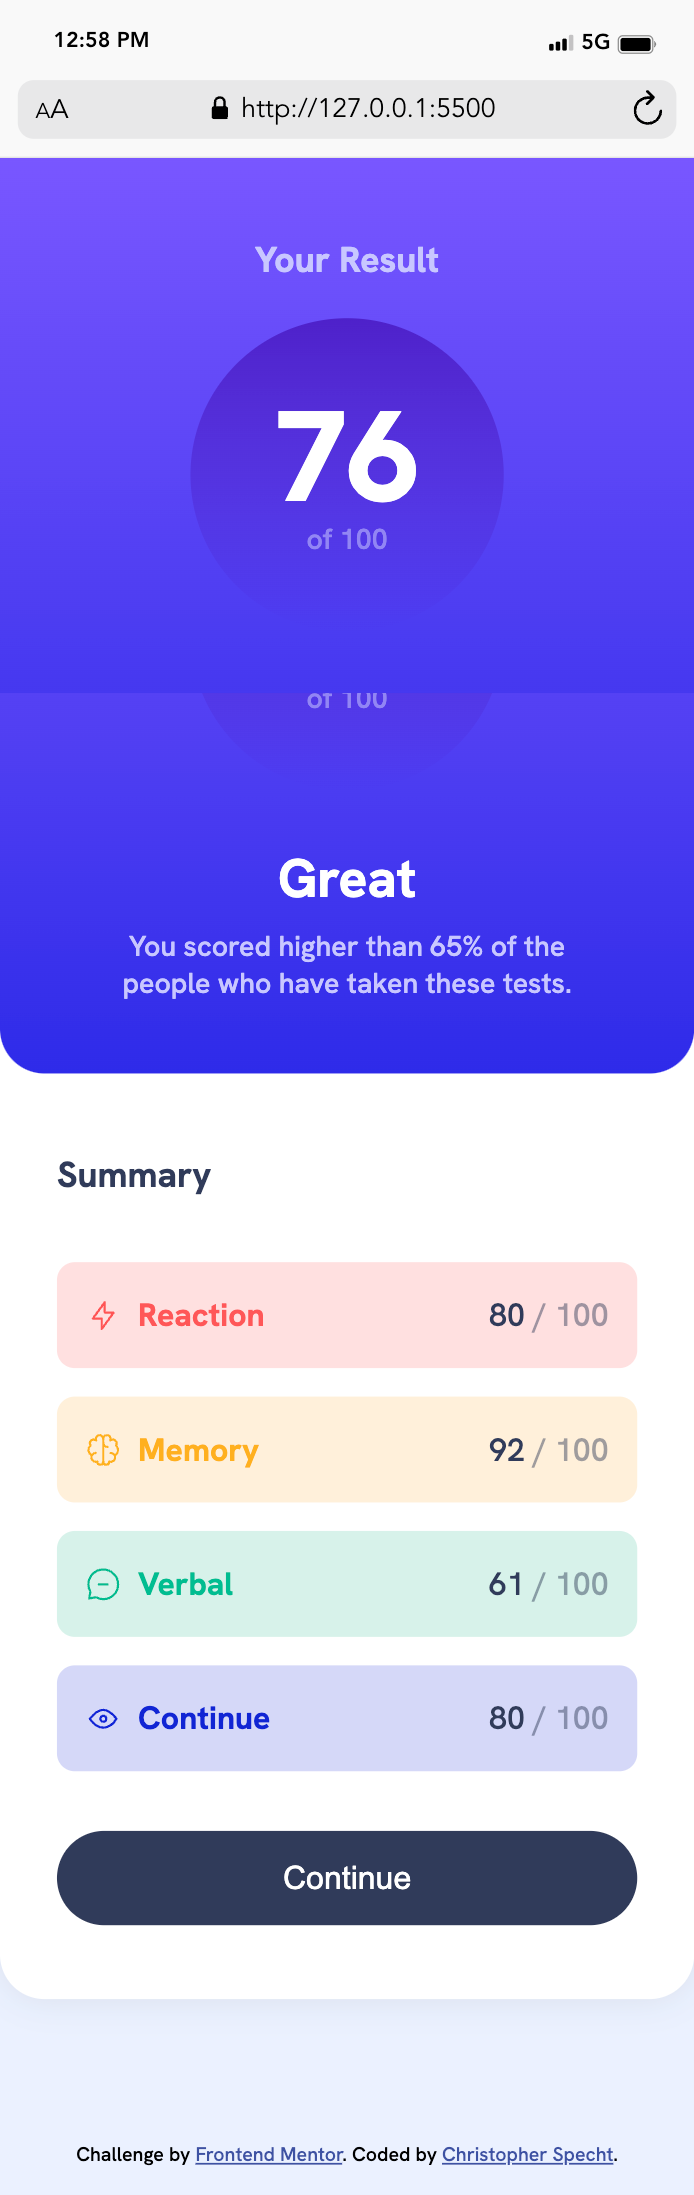 12:58 PM
5G
AA
http://127.0.0.1:5500
Your Result
76
of 100
of 100
Great
You scored higher than 65% of the
people who have taken these tests.
Summary
Reaction 80 / 100
Memory 92 / 100
Verbal 61 / 100
Continue 80 / 100
Continue
Challenge by Frontend Mentor. Coded by Christopher Specht.